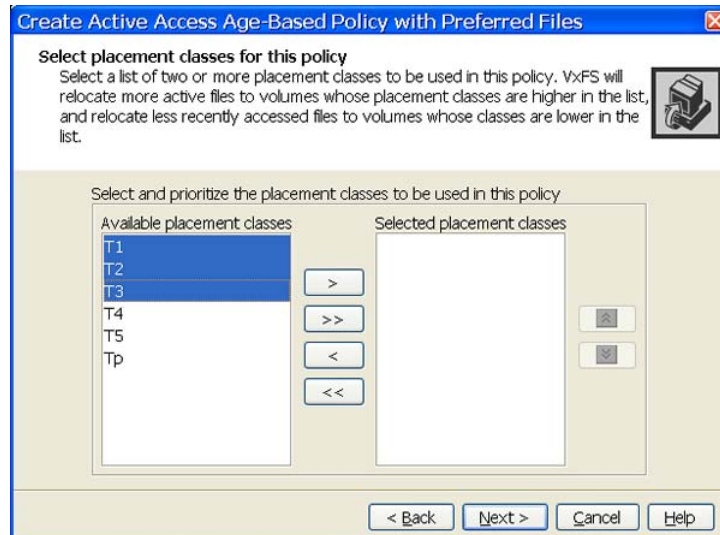 Create Active Access Age-Based Policy with Preferred Files
Select placement classes for this policy
Select a list of two or more placement classes to be used in this policy. VxFS will
relocate more active files to volumes whose placement classes are higher in the list,
and relocate less recently accessed files to volumes whose classes are lower in the
list.
Select and prioritize the placement classes to be used in this policy
Available placement classes
Selected placement classes
T1
T2
T3
T4
T5
Tp
>
>>
<
<<
< Back
Next >
Cancel
Help